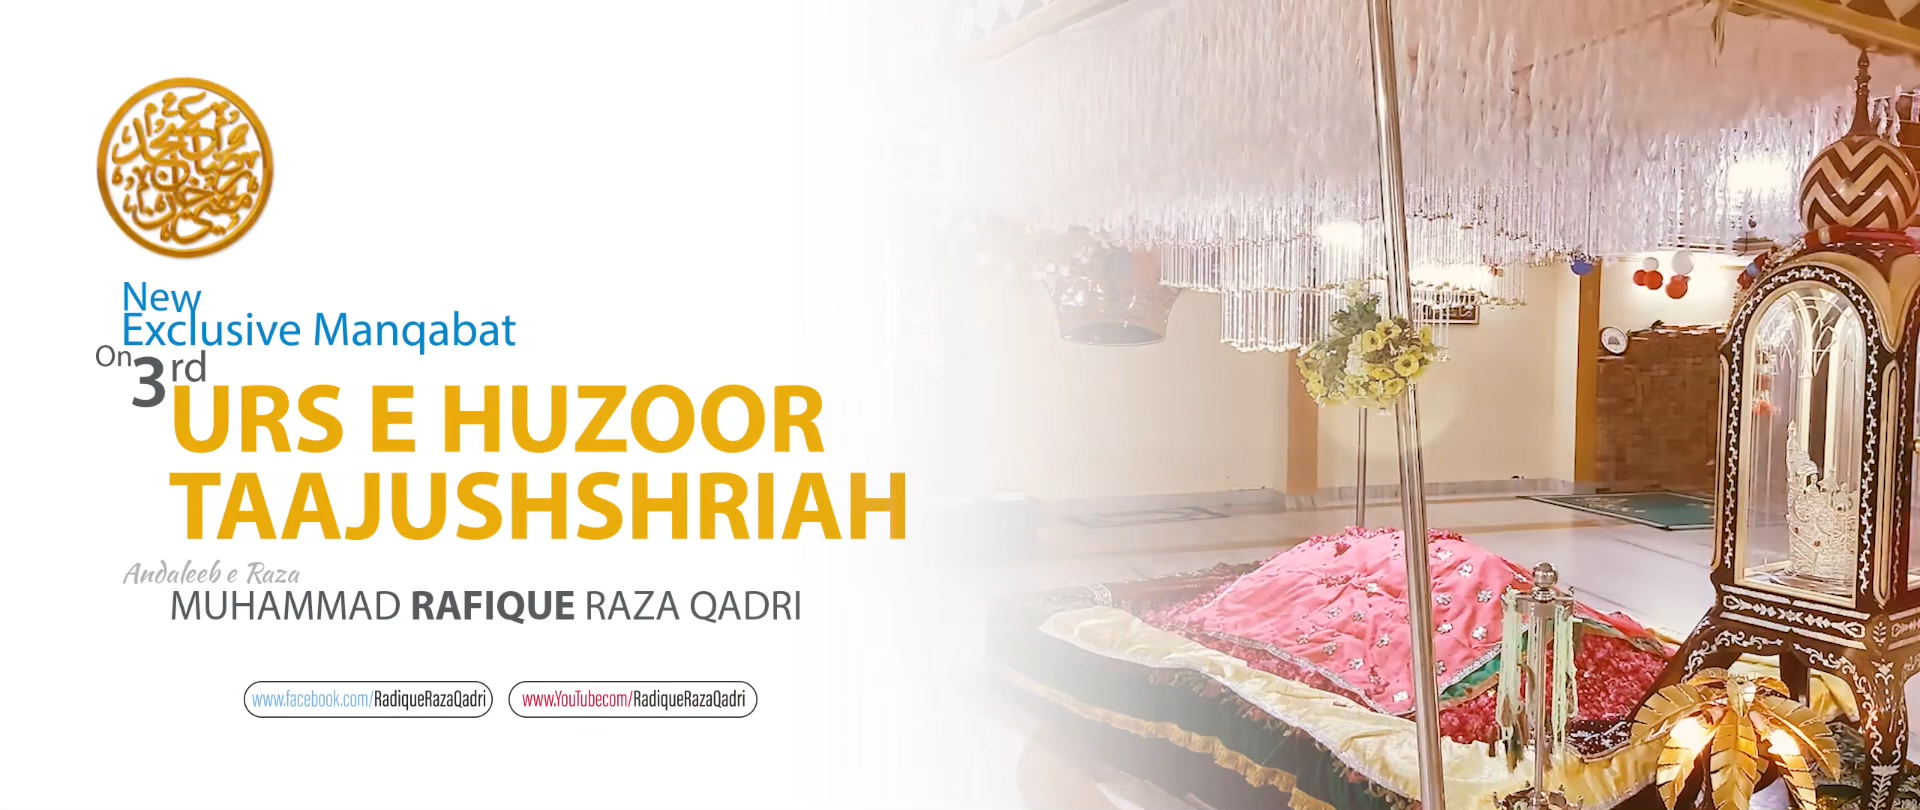 New
Exclusive Manqabat
On 3rd
URS E HUZOOR
TAAJUSHSHRIAH
Andaleeb e Raza
MUHAMMAD RAFIQUE RAZA QADRI
www.facebook.com/RadiqueRazaQadri
www.YouTubecom/RadiqueRazaQadri